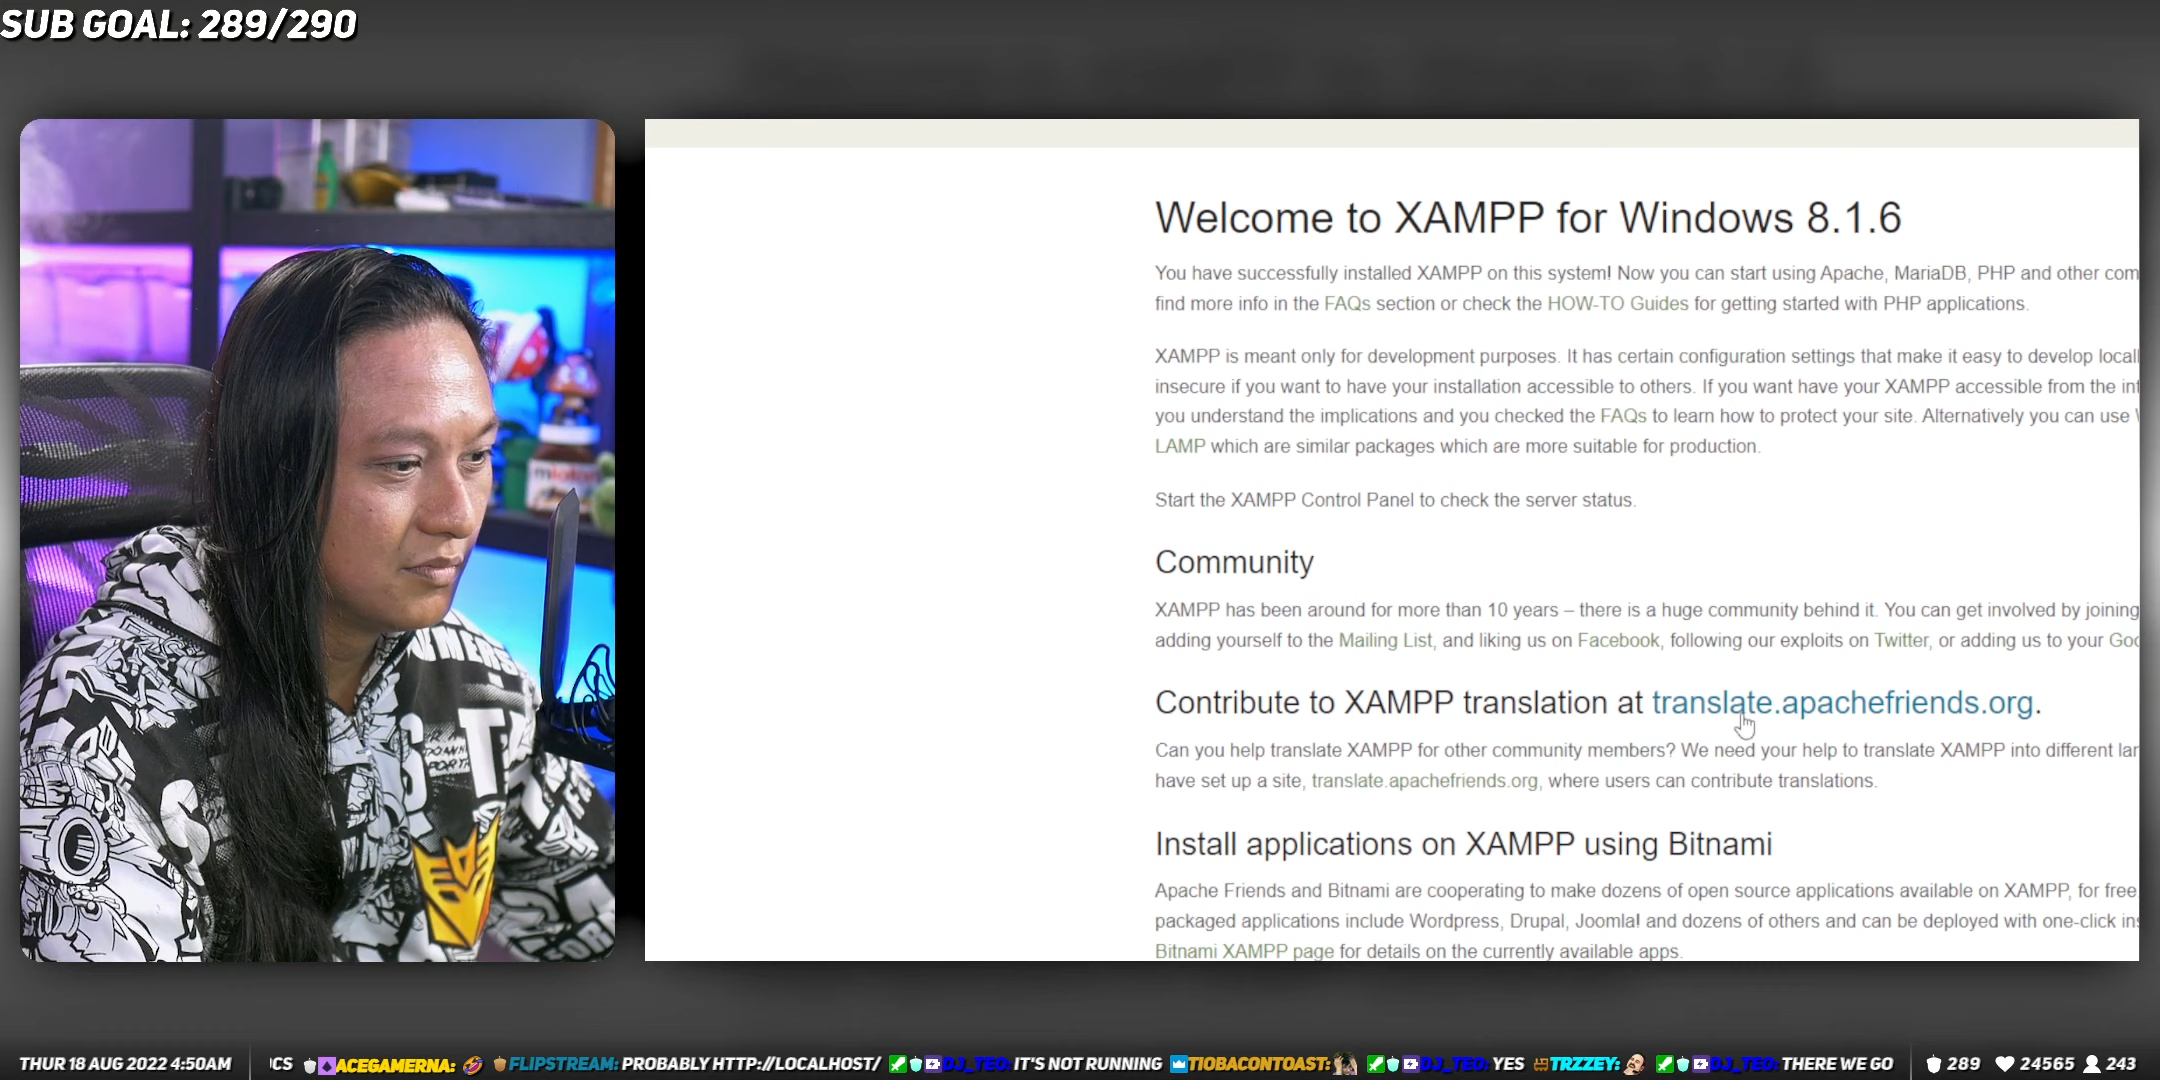 SUB GOAL: 289/290
Welcome to XAMPP for Windows 8.1.6
You have successfully installed XAMPP on this system! Now you can start using Apache, MariaDB, PHP and other com
find more info in the FAQs section or check the HOW-TO Guides for getting started with PHP applications.
XAMPP is meant only for development purposes. It has certain configuration settings that make it easy to develop locall
insecure if you want to have your installation accessible to others. If you want have your XAMPP accessible from the int
you understand the implications and you checked the FAQs to learn how to protect your site. Alternatively you can use
LAMP which are similar packages which are more suitable for production.
Start the XAMPP Control Panel to check the server status.
Community
XAMPP has been around for more than 10 years – there is a huge community behind it. You can get involved by joining
adding yourself to the Mailing List, and liking us on Facebook, following our exploits on Twitter, or adding us to your Goo
Contribute to XAMPP translation at translate.apachefriends.org.
Can you help translate XAMPP for other community members? We need your help to translate XAMPP into different lan
have set up a site, translate.apachefriends.org, where users can contribute translations.
Install applications on XAMPP using Bitnami
Apache Friends and Bitnami are cooperating to make dozens of open source applications available on XAMPP, for free
packaged applications include Wordpress, Drupal, Joomla! and dozens of others and can be deployed with one-click ins
Bitnami XAMPP page for details on the currently available apps.
THUR 18 AUG 2022 4:50AM ACEGAMERNA: FLIPSTREAM: PROBABLY HTTP://LOCALHOST/ DJ_TEO: IT'S NOT RUNNING TIOBACONTOAST: DJ_TEO: YES TRZZEY: DJ_TEO: THERE WE GO 289 24565 243